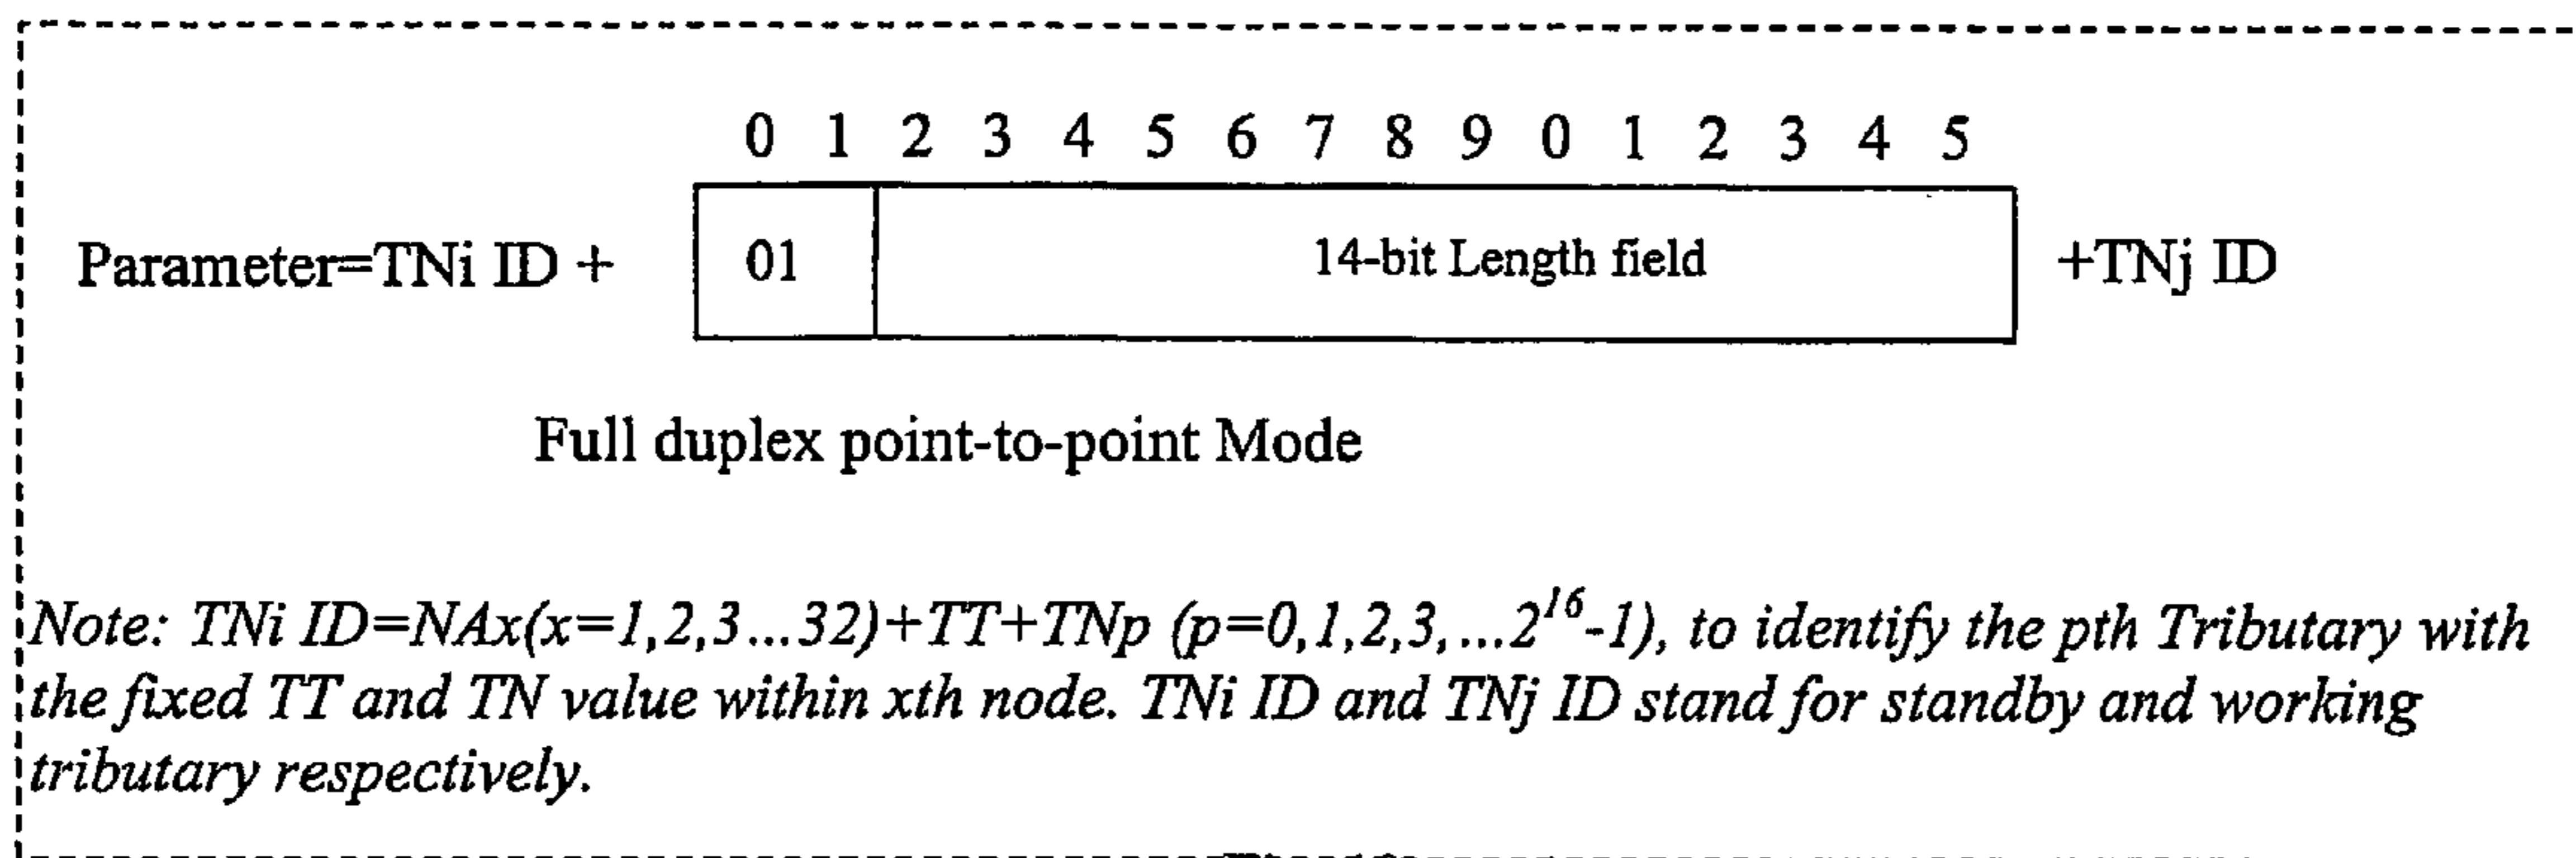 0 1 2 3 4 5 6 7 8 9 0 1 2 3 4 5
Parameter=TNi ID + 01 14-bit Length field +TNj ID
Full duplex point-to-point Mode
Note: TNi ID=NAx(x=1,2,3...32)+TT+TNp (p=0,1,2,3,...2^16-1), to identify the pth Tributary with
the fixed TT and TN value within xth node. TNi ID and TNj ID stand for standby and working
tributary respectively.